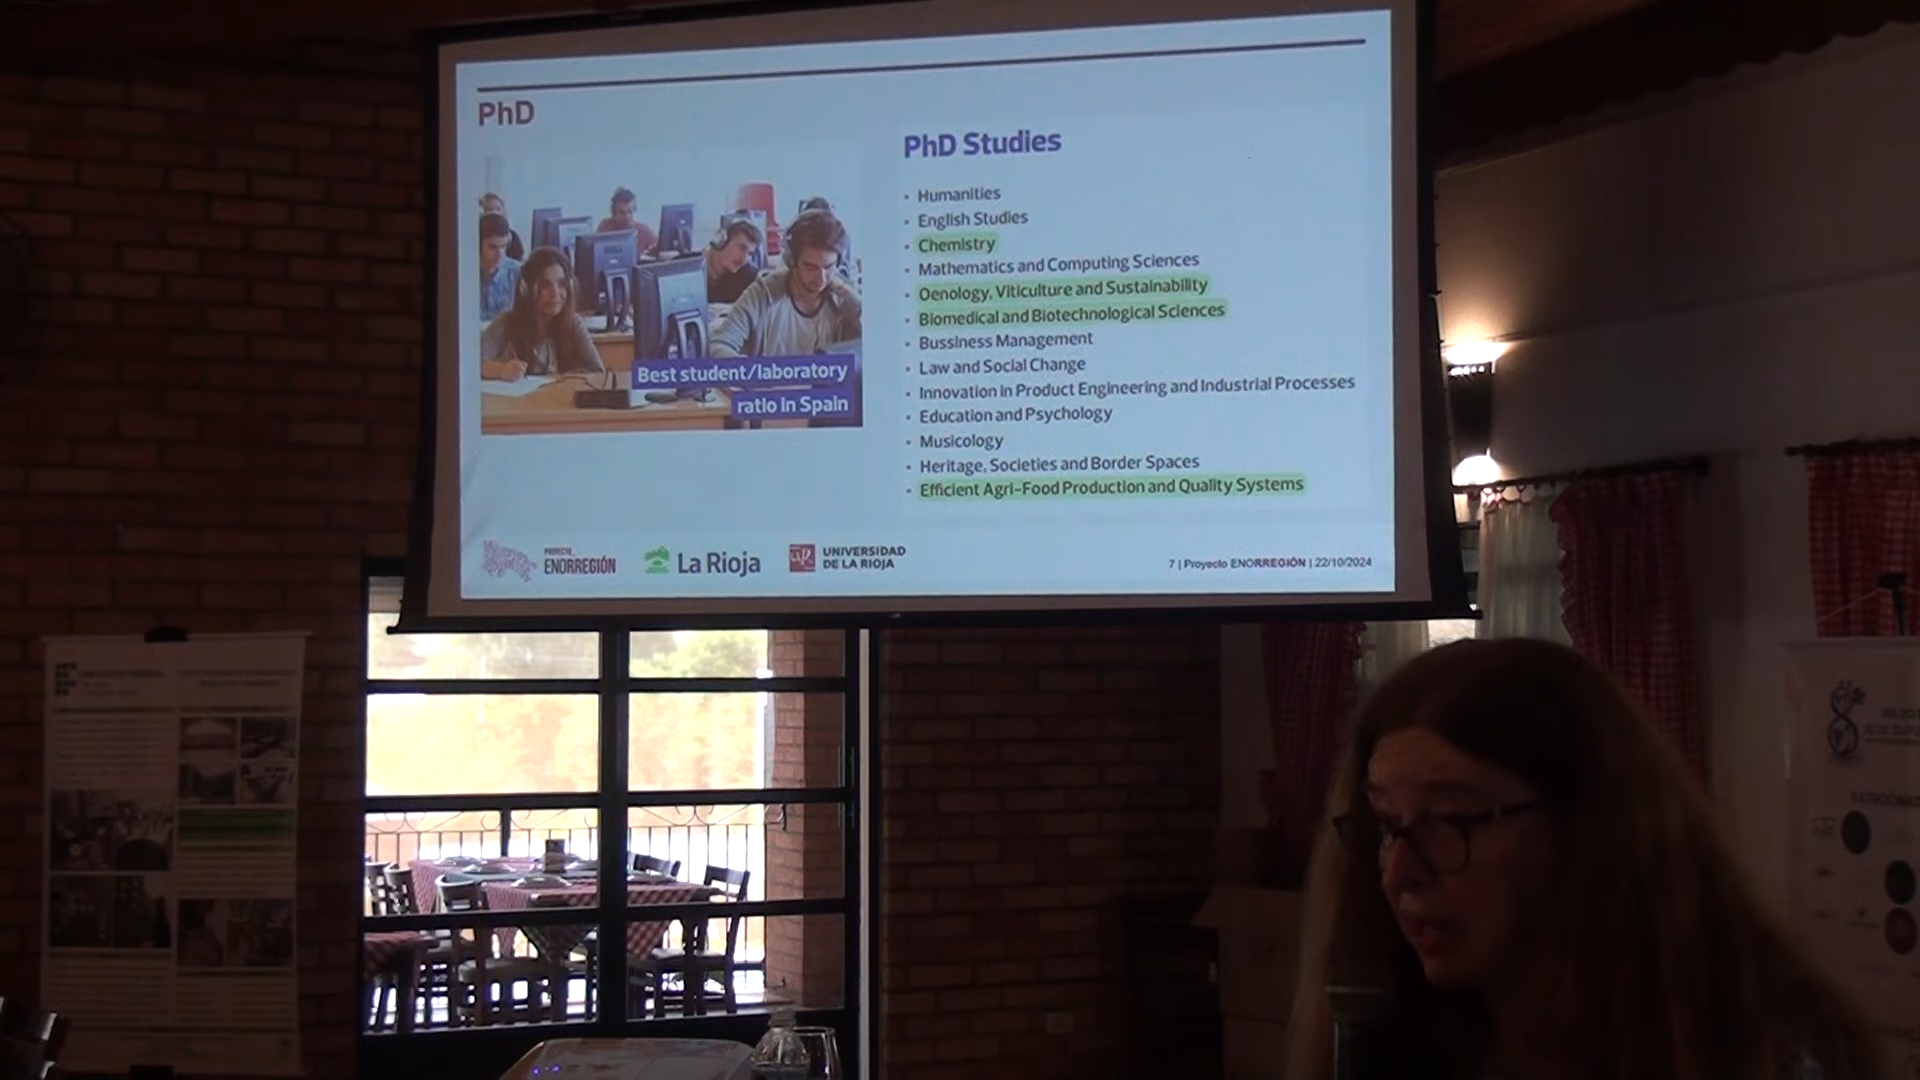 PhD
PhD Studies
• Humanities
• English Studies
• Chemistry
• Mathematics and Computing Sciences
• Oenology, Viticulture and Sustainability
• Biomedical and Biotechnological Sciences
• Bussiness Management
• Law and Social Change
• Innovation in Product Engineering and Industrial Processes
• Education and Psychology
• Musicology
• Heritage, Societies and Border Spaces
• Efficient Agri-Food Production and Quality Systems
Best student/laboratory
ratio in Spain
PROYECTO
ENORREGIÓN
La Rioja
UNIVERSIDAD
DE LA RIOJA
7 | Proyecto ENORREGIÓN | 22/10/2024